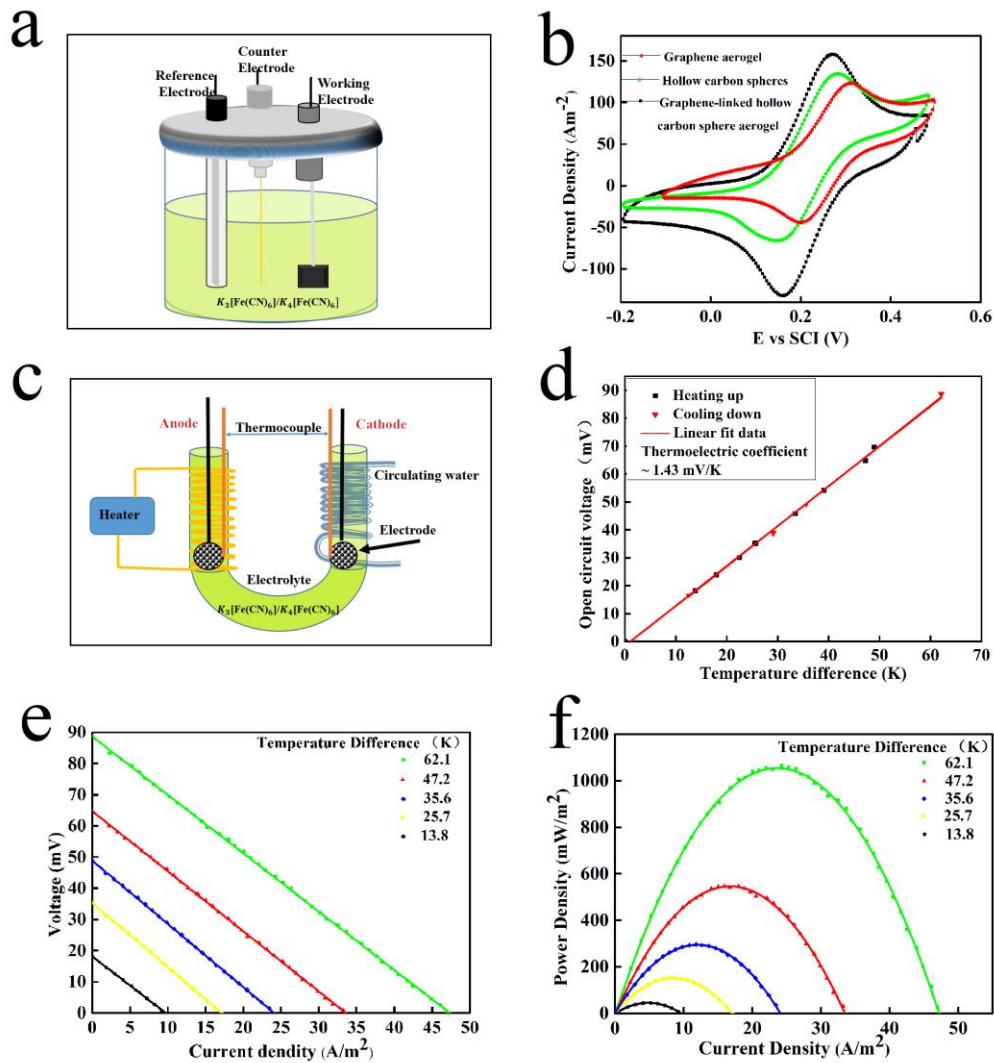 a
Reference
Electrode
Counter
Electrode
Working
Electrode
K₃[Fe(CN)₆]/K₄[Fe(CN)₆]
b
Graphene aerogel
Hollow carbon spheres
Graphene-linked hollow
carbon sphere aerogel
Current Density (Am⁻²)
150
100
50
0
-50
-100
-0.2 0.0 0.2 0.4 0.6
E vs SCI (V)
c
Anode
Thermocouple
Cathode
Circulating water
Heater
Electrode
Electrolyte
K₃[Fe(CN)₆]/K₄[Fe(CN)₆]
d
Heating up
Cooling down
Linear fit data
Thermoelectric coefficient
~ 1.43 mV/K
Open circuit voltage （mV）
90
80
70
60
50
40
30
20
10
0
0 10 20 30 40 50 60 70
Temperature difference (K)
e
Temperature Difference （K）
62.1
47.2
35.6
25.7
13.8
Voltage (mV)
90
80
70
60
50
40
30
20
10
0
0 5 10 15 20 25 30 35 40 45 50
Current dendity (A/m²)
f
Temperature Difference （K）
62.1
47.2
35.6
25.7
13.8
Power Density (mW/m²)
1200
1000
800
600
400
200
0
0 10 20 30 40 50
Current Density (A/m²)